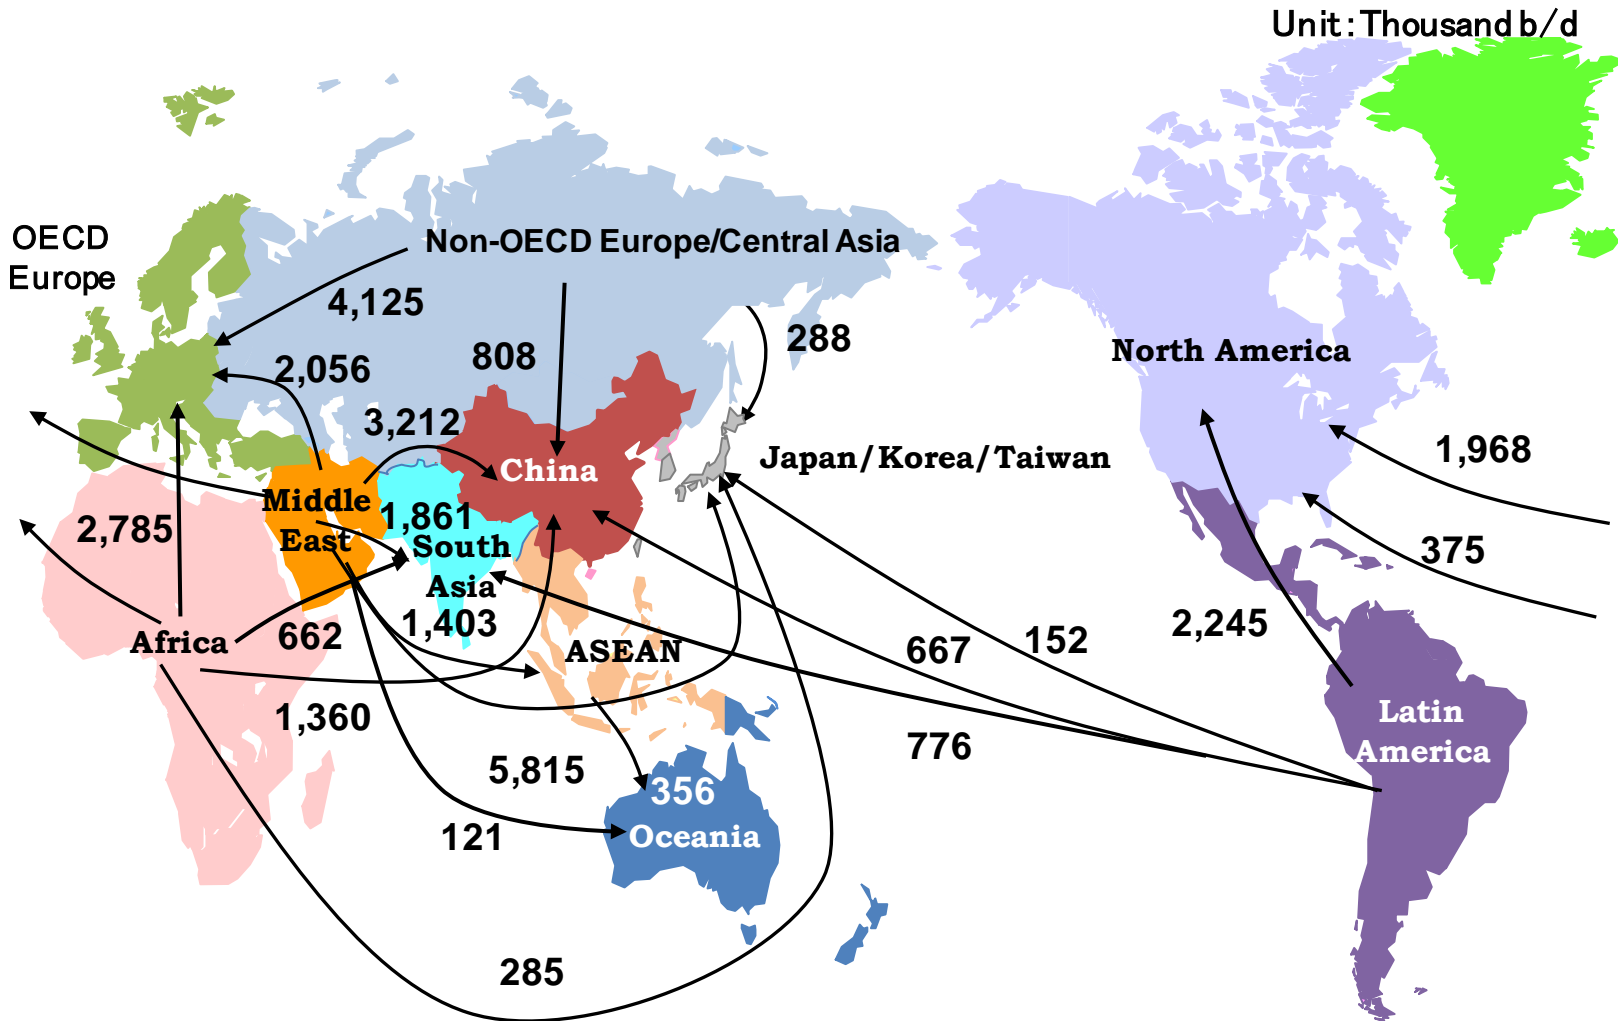 Unit:Thousand b/d
OECD
Europe
Non-OECD Europe/Central Asia
4,125
288
2,056
808
North America
3,212
1,968
China
Japan/Korea/Taiwan
Middle
East
1,861
2,785
South
Asia
375
662
1,403
Africa
ASEAN
667
152
2,245
1,360
Latin
America
776
5,815
356
121
Oceania
285